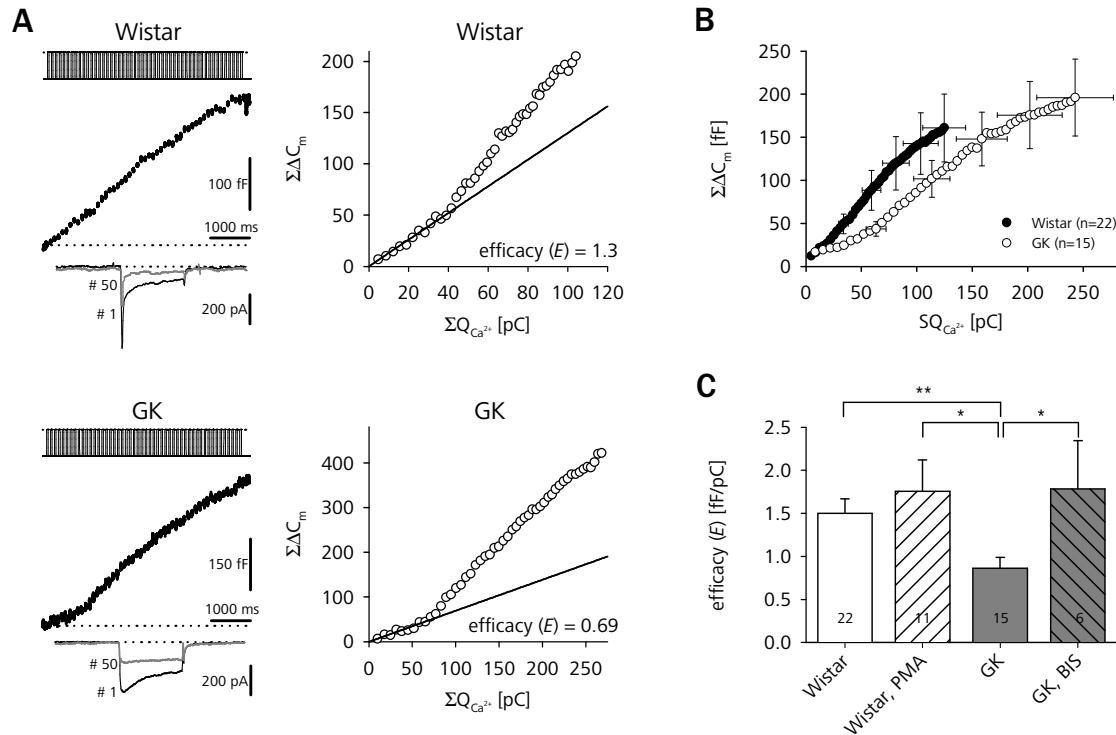 A
Wistar
100 fF
1000 ms
# 50
# 1
200 pA
Wistar
ΣΔCm
200
150
100
50
0
0 20 40 60 80 100 120
efficacy (E) = 1.3
ΣQCa²⁺ [pC]
B
ΣΔCm [fF]
250
200
150
100
50
0
0 50 100 150 200 250
Wistar (n=22)
GK (n=15)
SQCa²⁺ [pC]
GK
150 fF
1000 ms
# 50
# 1
200 pA
GK
ΣΔCm
400
300
200
100
0
0 50 100 150 200 250
efficacy (E) = 0.69
ΣQCa²⁺ [pC]
C
**
* *
efficacy (E) [fF/pC]
2.5
2.0
1.5
1.0
0.5
0.0
22 11 15 6
Wistar
Wistar, PMA
GK
GK, BIS